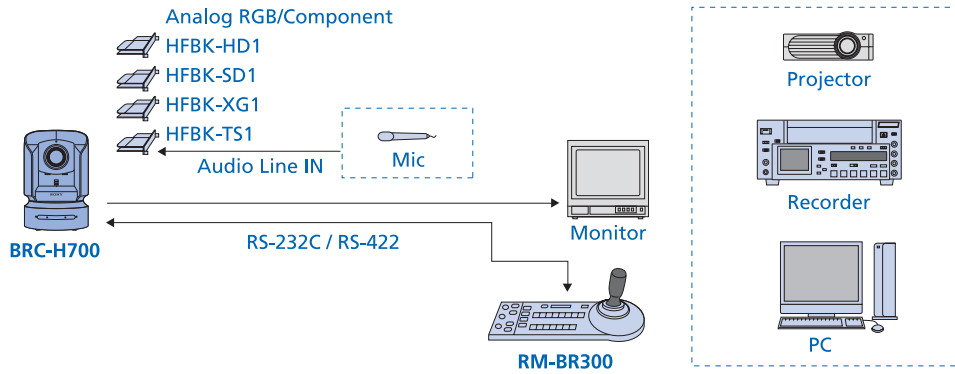 Analog RGB/Component
HFBK-HD1
HFBK-SD1
HFBK-XG1
HFBK-TS1
Audio Line IN
Mic
BRC-H700
RS-232C / RS-422
Monitor
RM-BR300
Projector
Recorder
PC